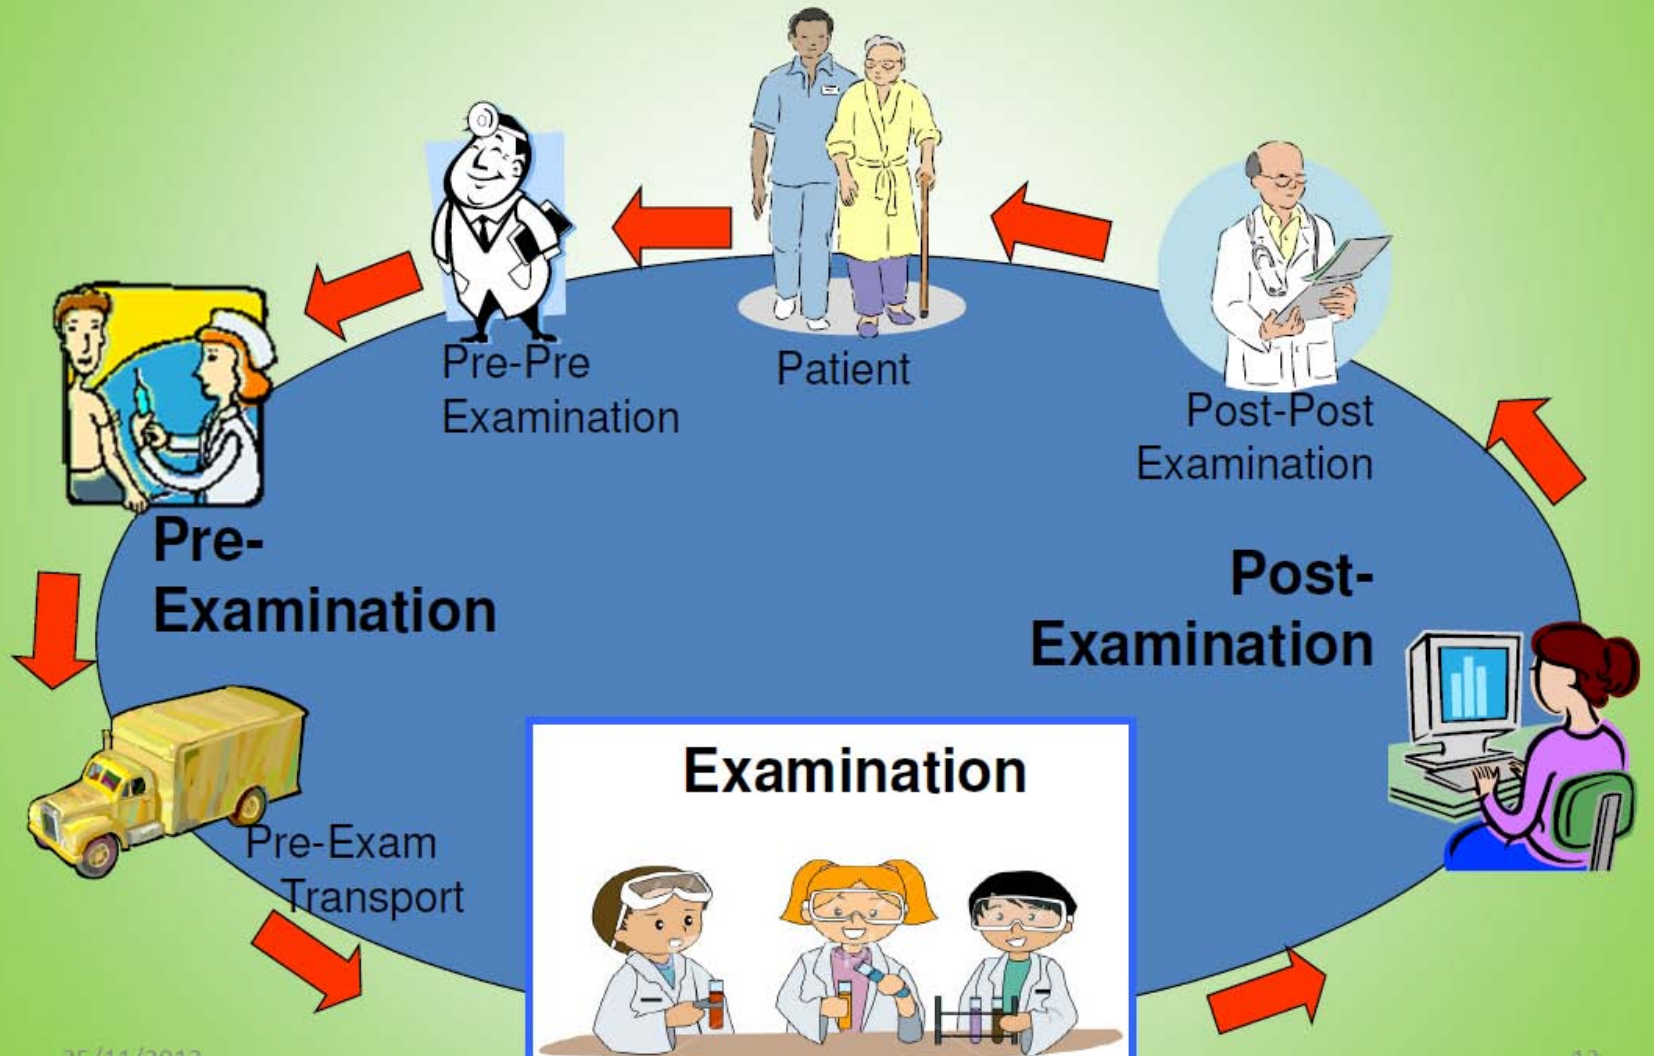 Patient
Pre-Pre
Examination
Post-Post
Examination
Pre-
Examination
Post-
Examination
Pre-Exam
Transport
Examination